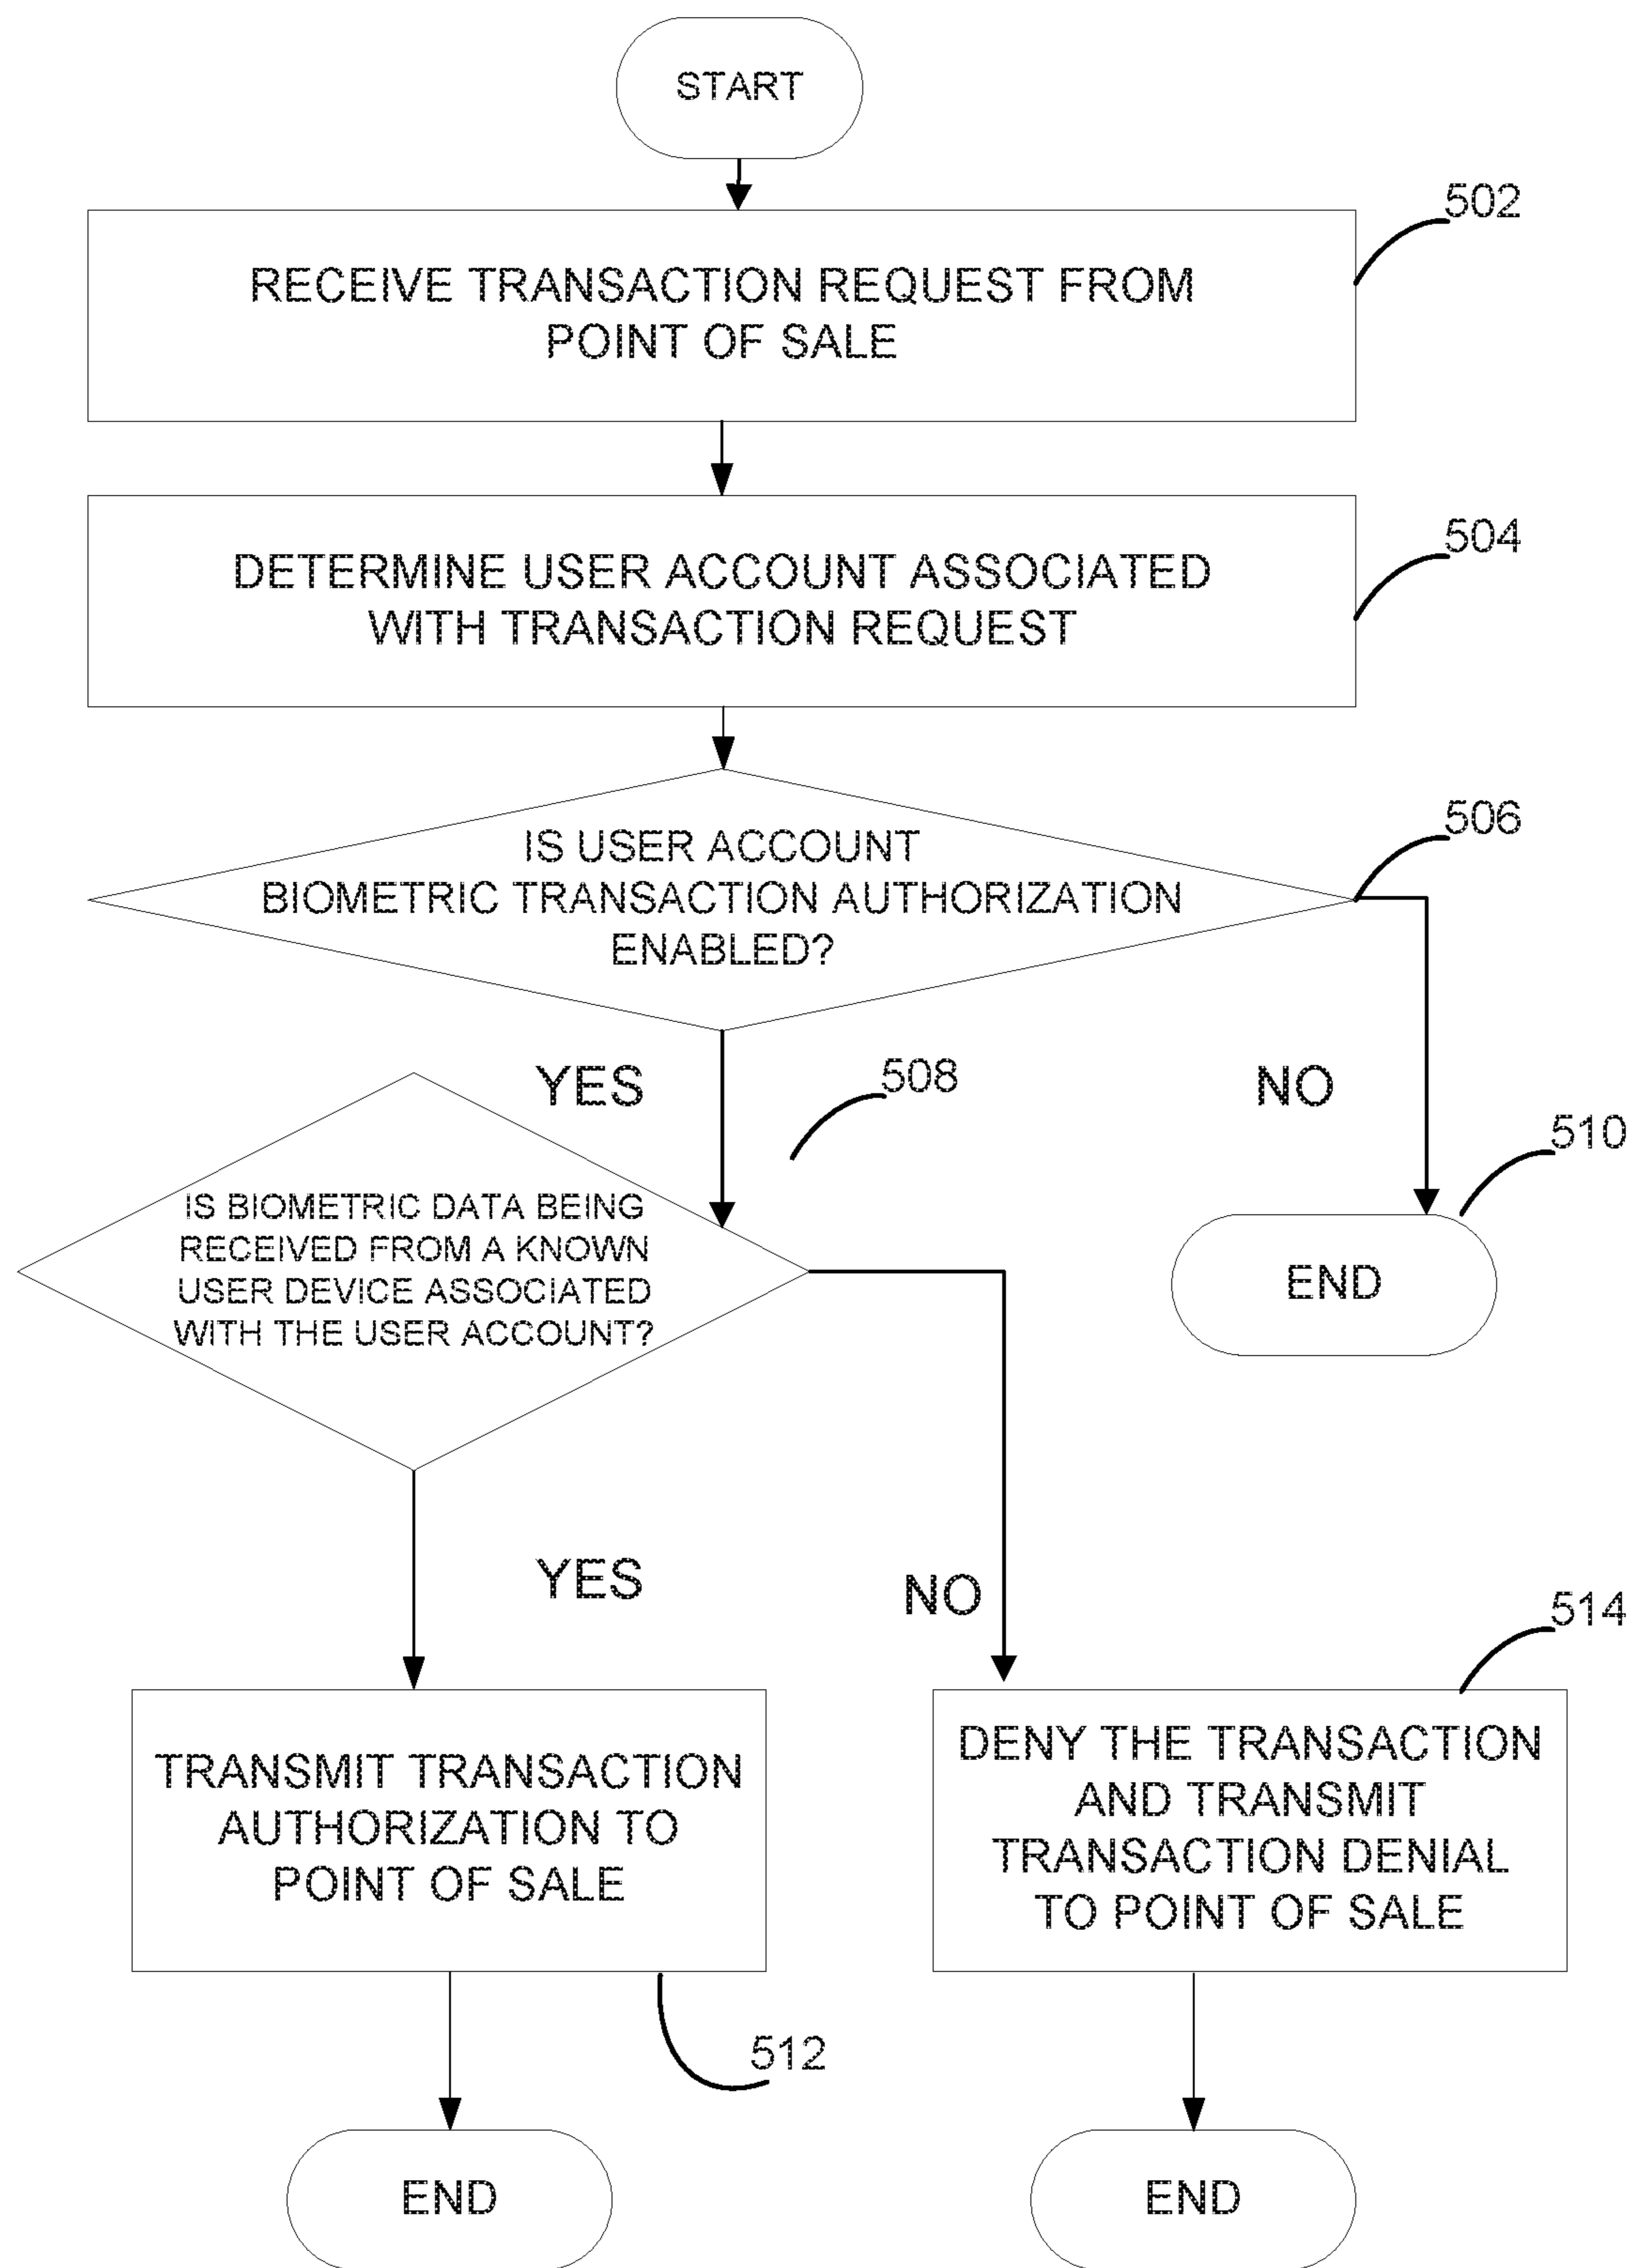 START
502
RECEIVE TRANSACTION REQUEST FROM
POINT OF SALE
504
DETERMINE USER ACCOUNT ASSOCIATED
WITH TRANSACTION REQUEST
506
IS USER ACCOUNT
BIOMETRIC TRANSACTION AUTHORIZATION
ENABLED?
YES
508
NO
510
IS BIOMETRIC DATA BEING
RECEIVED FROM A KNOWN
USER DEVICE ASSOCIATED
WITH THE USER ACCOUNT?
END
YES
NO
514
TRANSMIT TRANSACTION
AUTHORIZATION TO
POINT OF SALE
DENY THE TRANSACTION
AND TRANSMIT
TRANSACTION DENIAL
TO POINT OF SALE
512
END
END